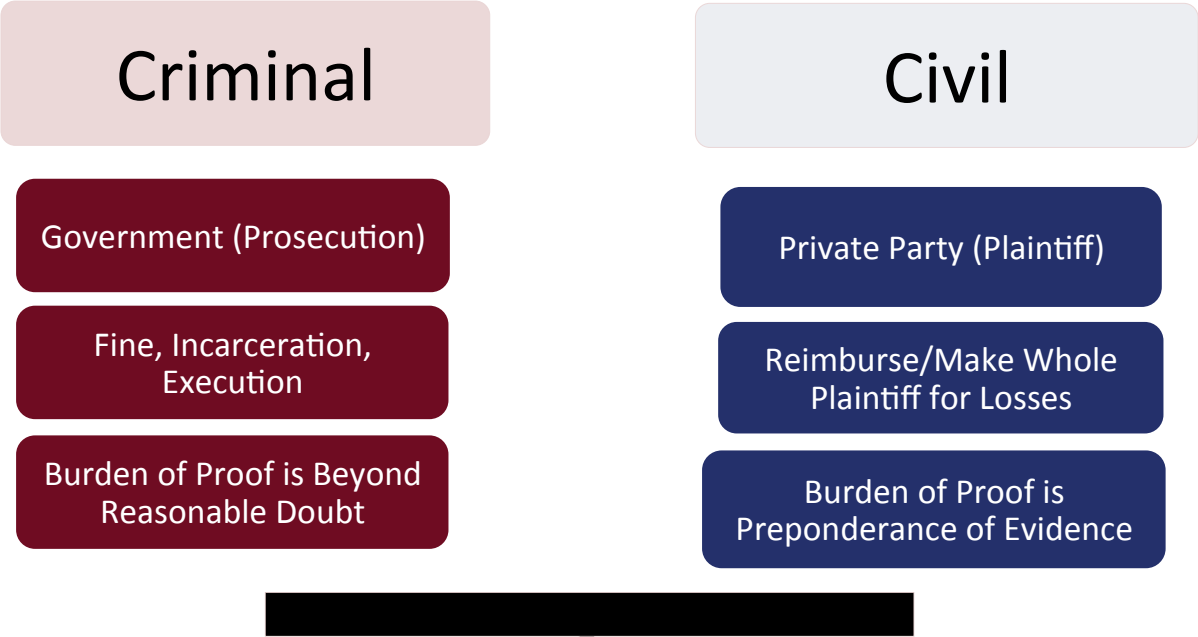 Criminal
Government (Prosecution)
Fine, Incarceration,
Execution
Burden of Proof is Beyond
Reasonable Doubt
Civil
Private Party (Plaintiff)
Reimburse/Make Whole
Plaintiff for Losses
Burden of Proof is
Preponderance of Evidence